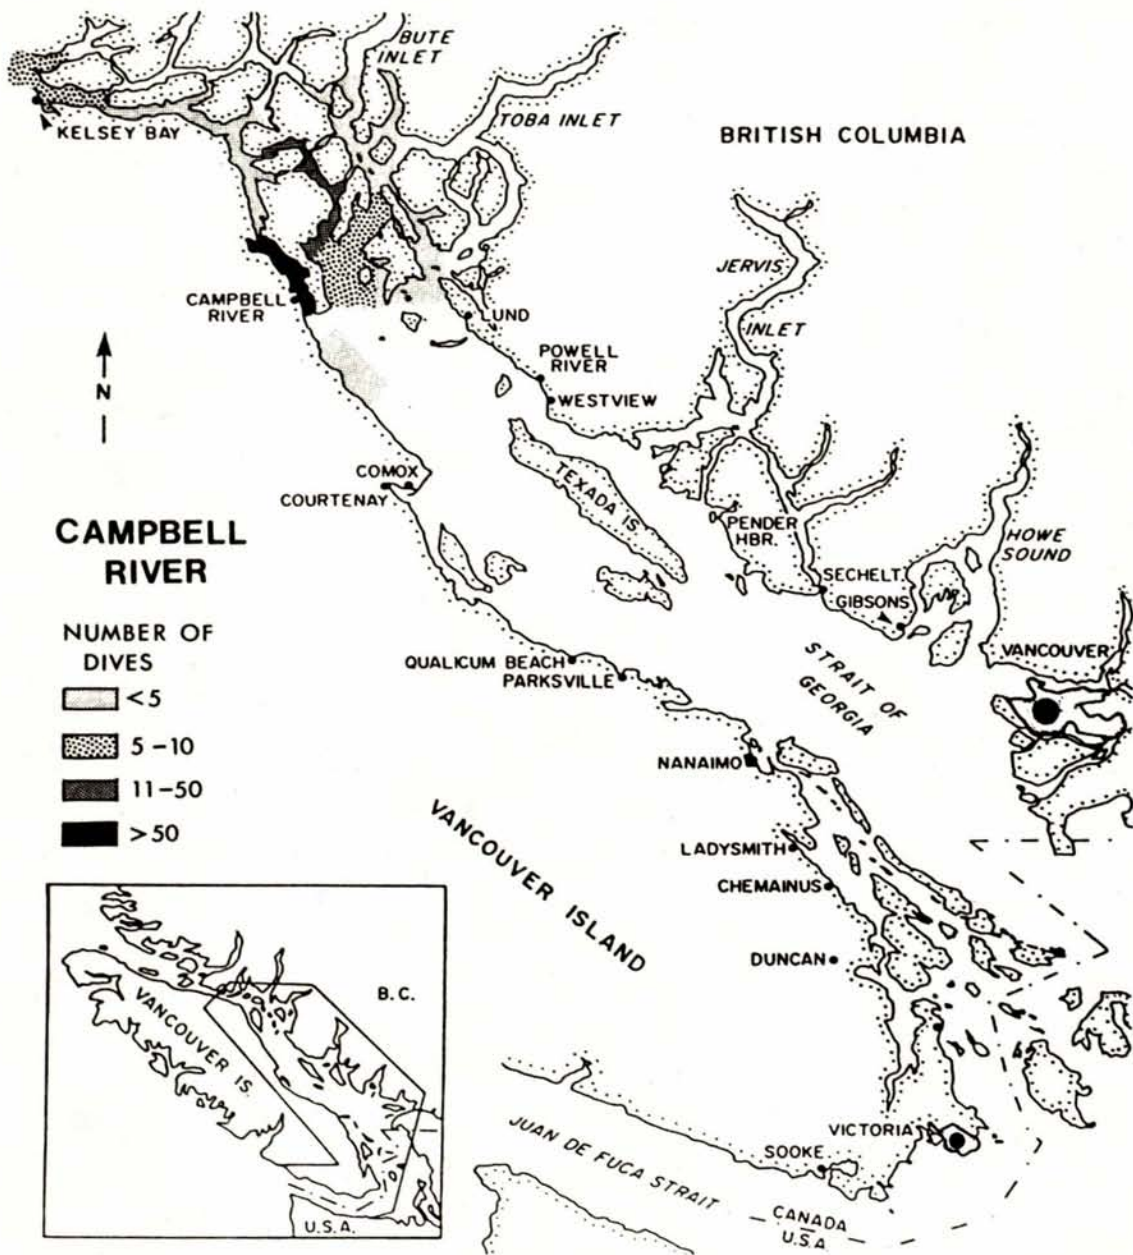 BUTE
INLET
KELSEY BAY
TOBA INLET
BRITISH COLUMBIA
JERVIS
INLET
CAMPBELL
RIVER
LUND
POWELL
RIVER
WESTVIEW
N
TEXADA IS.
COMOX
COURTENAY
PENDER
HBR.
HOWE
SOUND
SECHELT
GIBSONS
CAMPBELL
RIVER
NUMBER OF
DIVES
<5
5-10
11-50
>50
VANCOUVER
QUALICUM BEACH
PARKSVILLE
STRAIT OF
GEORGIA
NANAIMO
VANCOUVER ISLAND
LADYSMITH
CHEMAINUS
DUNCAN
B.C.
VANCOUVER IS.
U.S.A.
VICTORIA
SOOKE
JUAN DE FUCA STRAIT
CANADA
U.S.A.